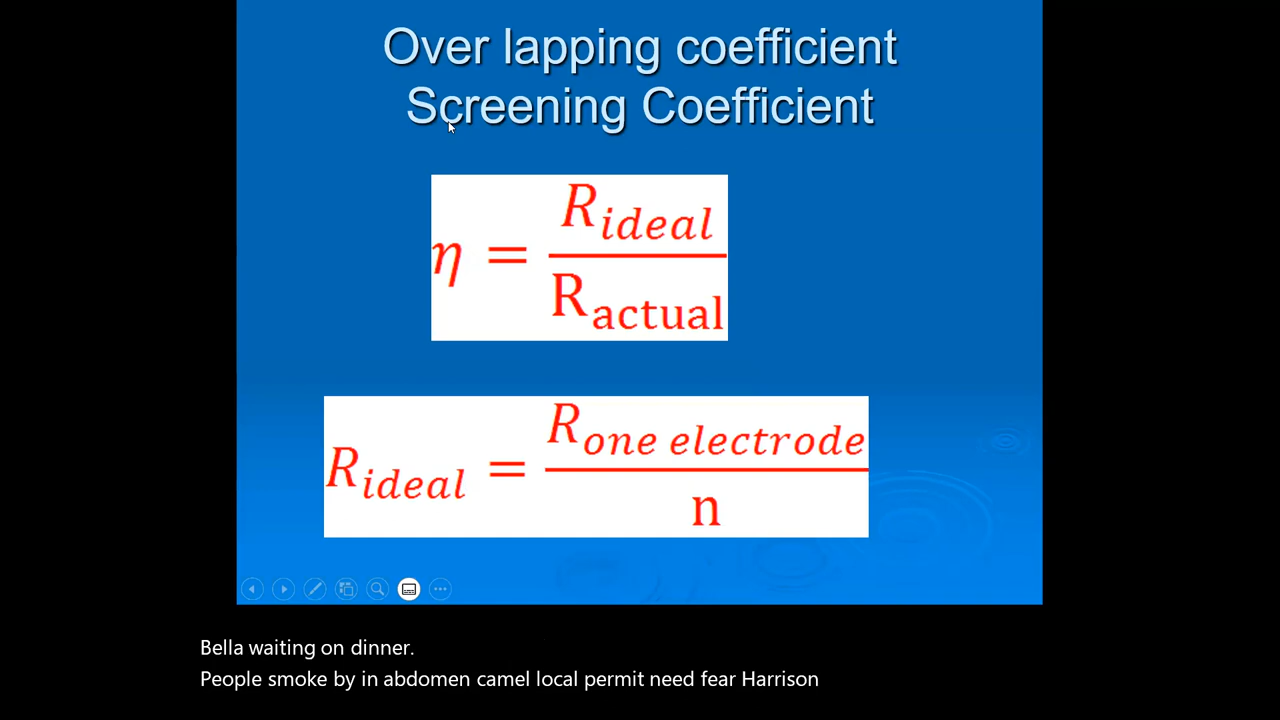 Over lapping coefficient
Screening Coefficient
η = R_ideal / R_actual
R_ideal = R_one electrode / n
Bella waiting on dinner.
People smoke by in abdomen camel local permit need fear Harrison